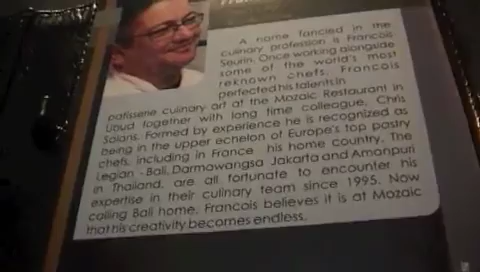 A name fancied in the
culinary profession is Francois
Seurin. Once working alongside
some of the world's most
reknown chefs. Francois
perfected his talents in
patisserie culinary art at the Mozaic Restaurant in
Ubud together with long time colleague, Chris
Salans. Formed by experience he is recognized as
being in the upper echelon of Europe's top pastry
chefs, including in France his home country. The
Legian - Bali, Darmawangsa Jakarta and Amanpuri
in Thailand, are all fortunate to encounter his
expertise in their culinary team since 1995. Now
calling Bali home, Francois believes it is at Mozaic
that his creativity becomes endless.